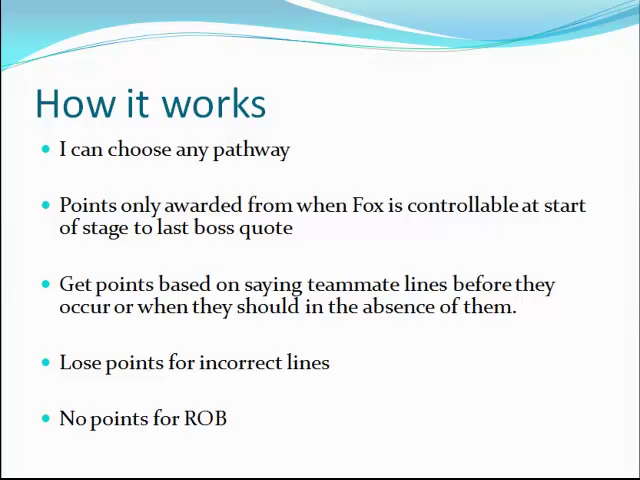 How it works
I can choose any pathway
Points only awarded from when Fox is controllable at start
of stage to last boss quote
Get points based on saying teammate lines before they
occur or when they should in the absence of them.
Lose points for incorrect lines
No points for ROB